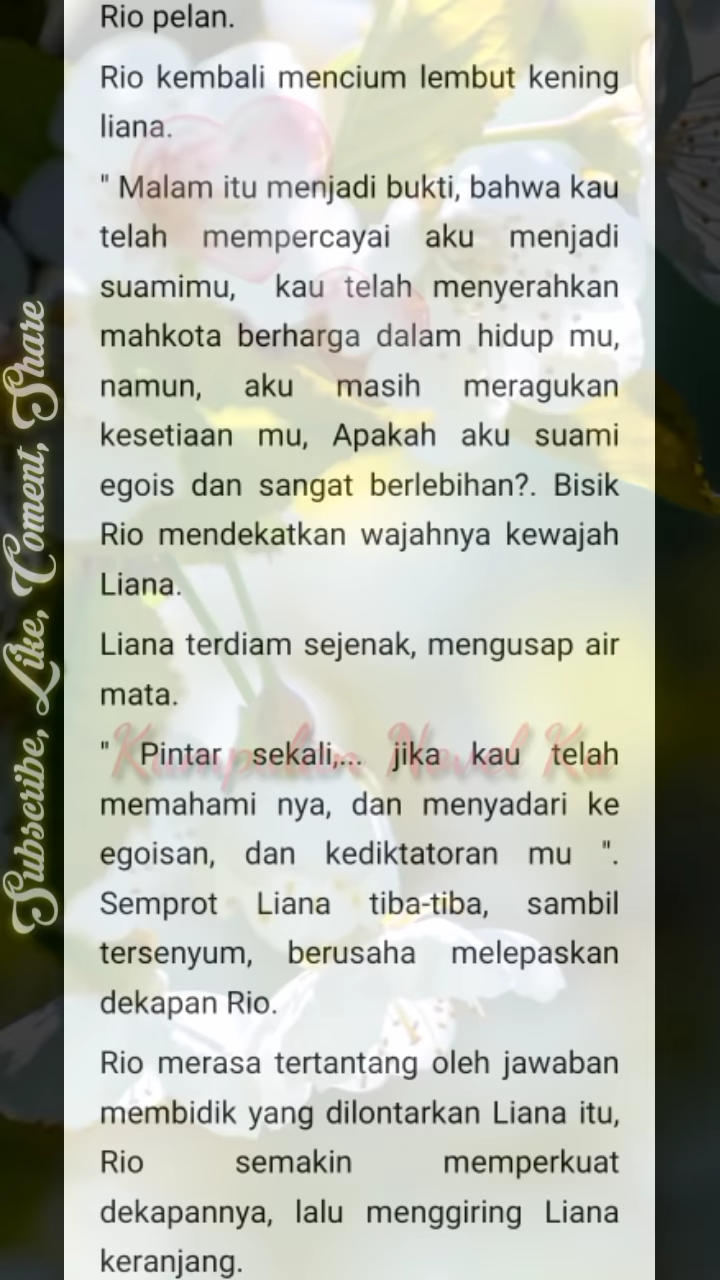 Rio pelan.
Rio kembali mencium lembut kening
liana.
" Malam itu menjadi bukti, bahwa kau
telah mempercayai aku menjadi
suamimu, kau telah menyerahkan
mahkota berharga dalam hidup mu,
namun, aku masih meragukan
kesetiaan mu, Apakah aku suami
egois dan sangat berlebihan?. Bisik
Rio mendekatkan wajahnya kewajah
Liana.
Liana terdiam sejenak, mengusap air
mata.
" Pintar sekali,... jika kau telah
memahami nya, dan menyadari ke
egoisan, dan kediktatoran mu ".
Semprot Liana tiba-tiba, sambil
tersenyum, berusaha melepaskan
dekapan Rio.
Rio merasa tertantang oleh jawaban
membidik yang dilontarkan Liana itu,
Rio semakin memperkuat
dekapannya, lalu menggiring Liana
keranjang.
Subscribe, Like, Coment, Share
Kumpulan Novel Ku